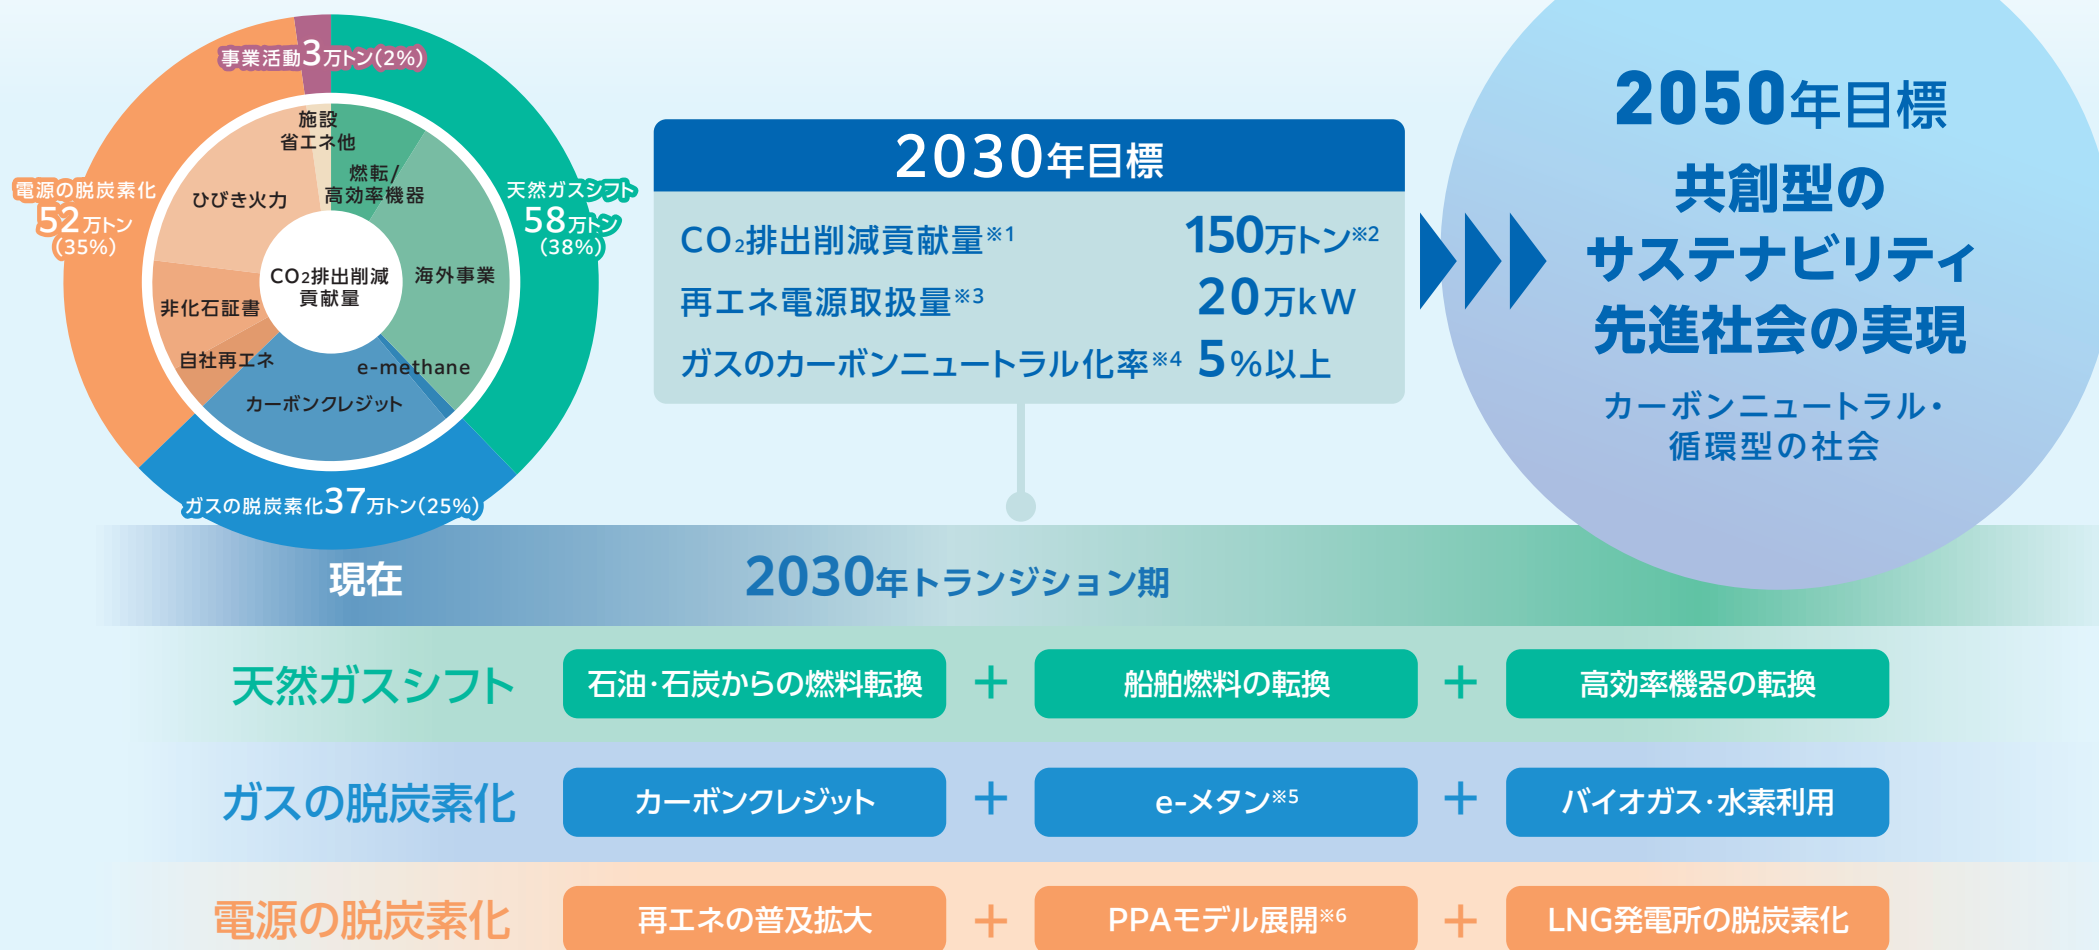 事業活動3万トン(2%)
施設
省エネ他
燃転/
高効率機器
ひびき火力
電源の脱炭素化
52万トン
(35%)
天然ガスシフト
58万トン
(38%)
CO₂排出削減
貢献量
海外事業
非化石証書
自社再エネ
e-methane
カーボンクレジット
ガスの脱炭素化37万トン(25%)
2030年目標
CO₂排出削減貢献量※1 150万トン※2
再エネ電源取扱量※3 20万kW
ガスのカーボンニュートラル化率※4 5%以上
2050年目標
共創型の
サステナビリティ
先進社会の実現
カーボンニュートラル・
循環型の社会
現在
2030年トランジション期
天然ガスシフト 石油・石炭からの燃料転換 + 船舶燃料の転換 + 高効率機器の転換
ガスの脱炭素化 カーボンクレジット + e-メタン※5 + バイオガス・水素利用
電源の脱炭素化 再エネの普及拡大 + PPAモデル展開※6 + LNG発電所の脱炭素化